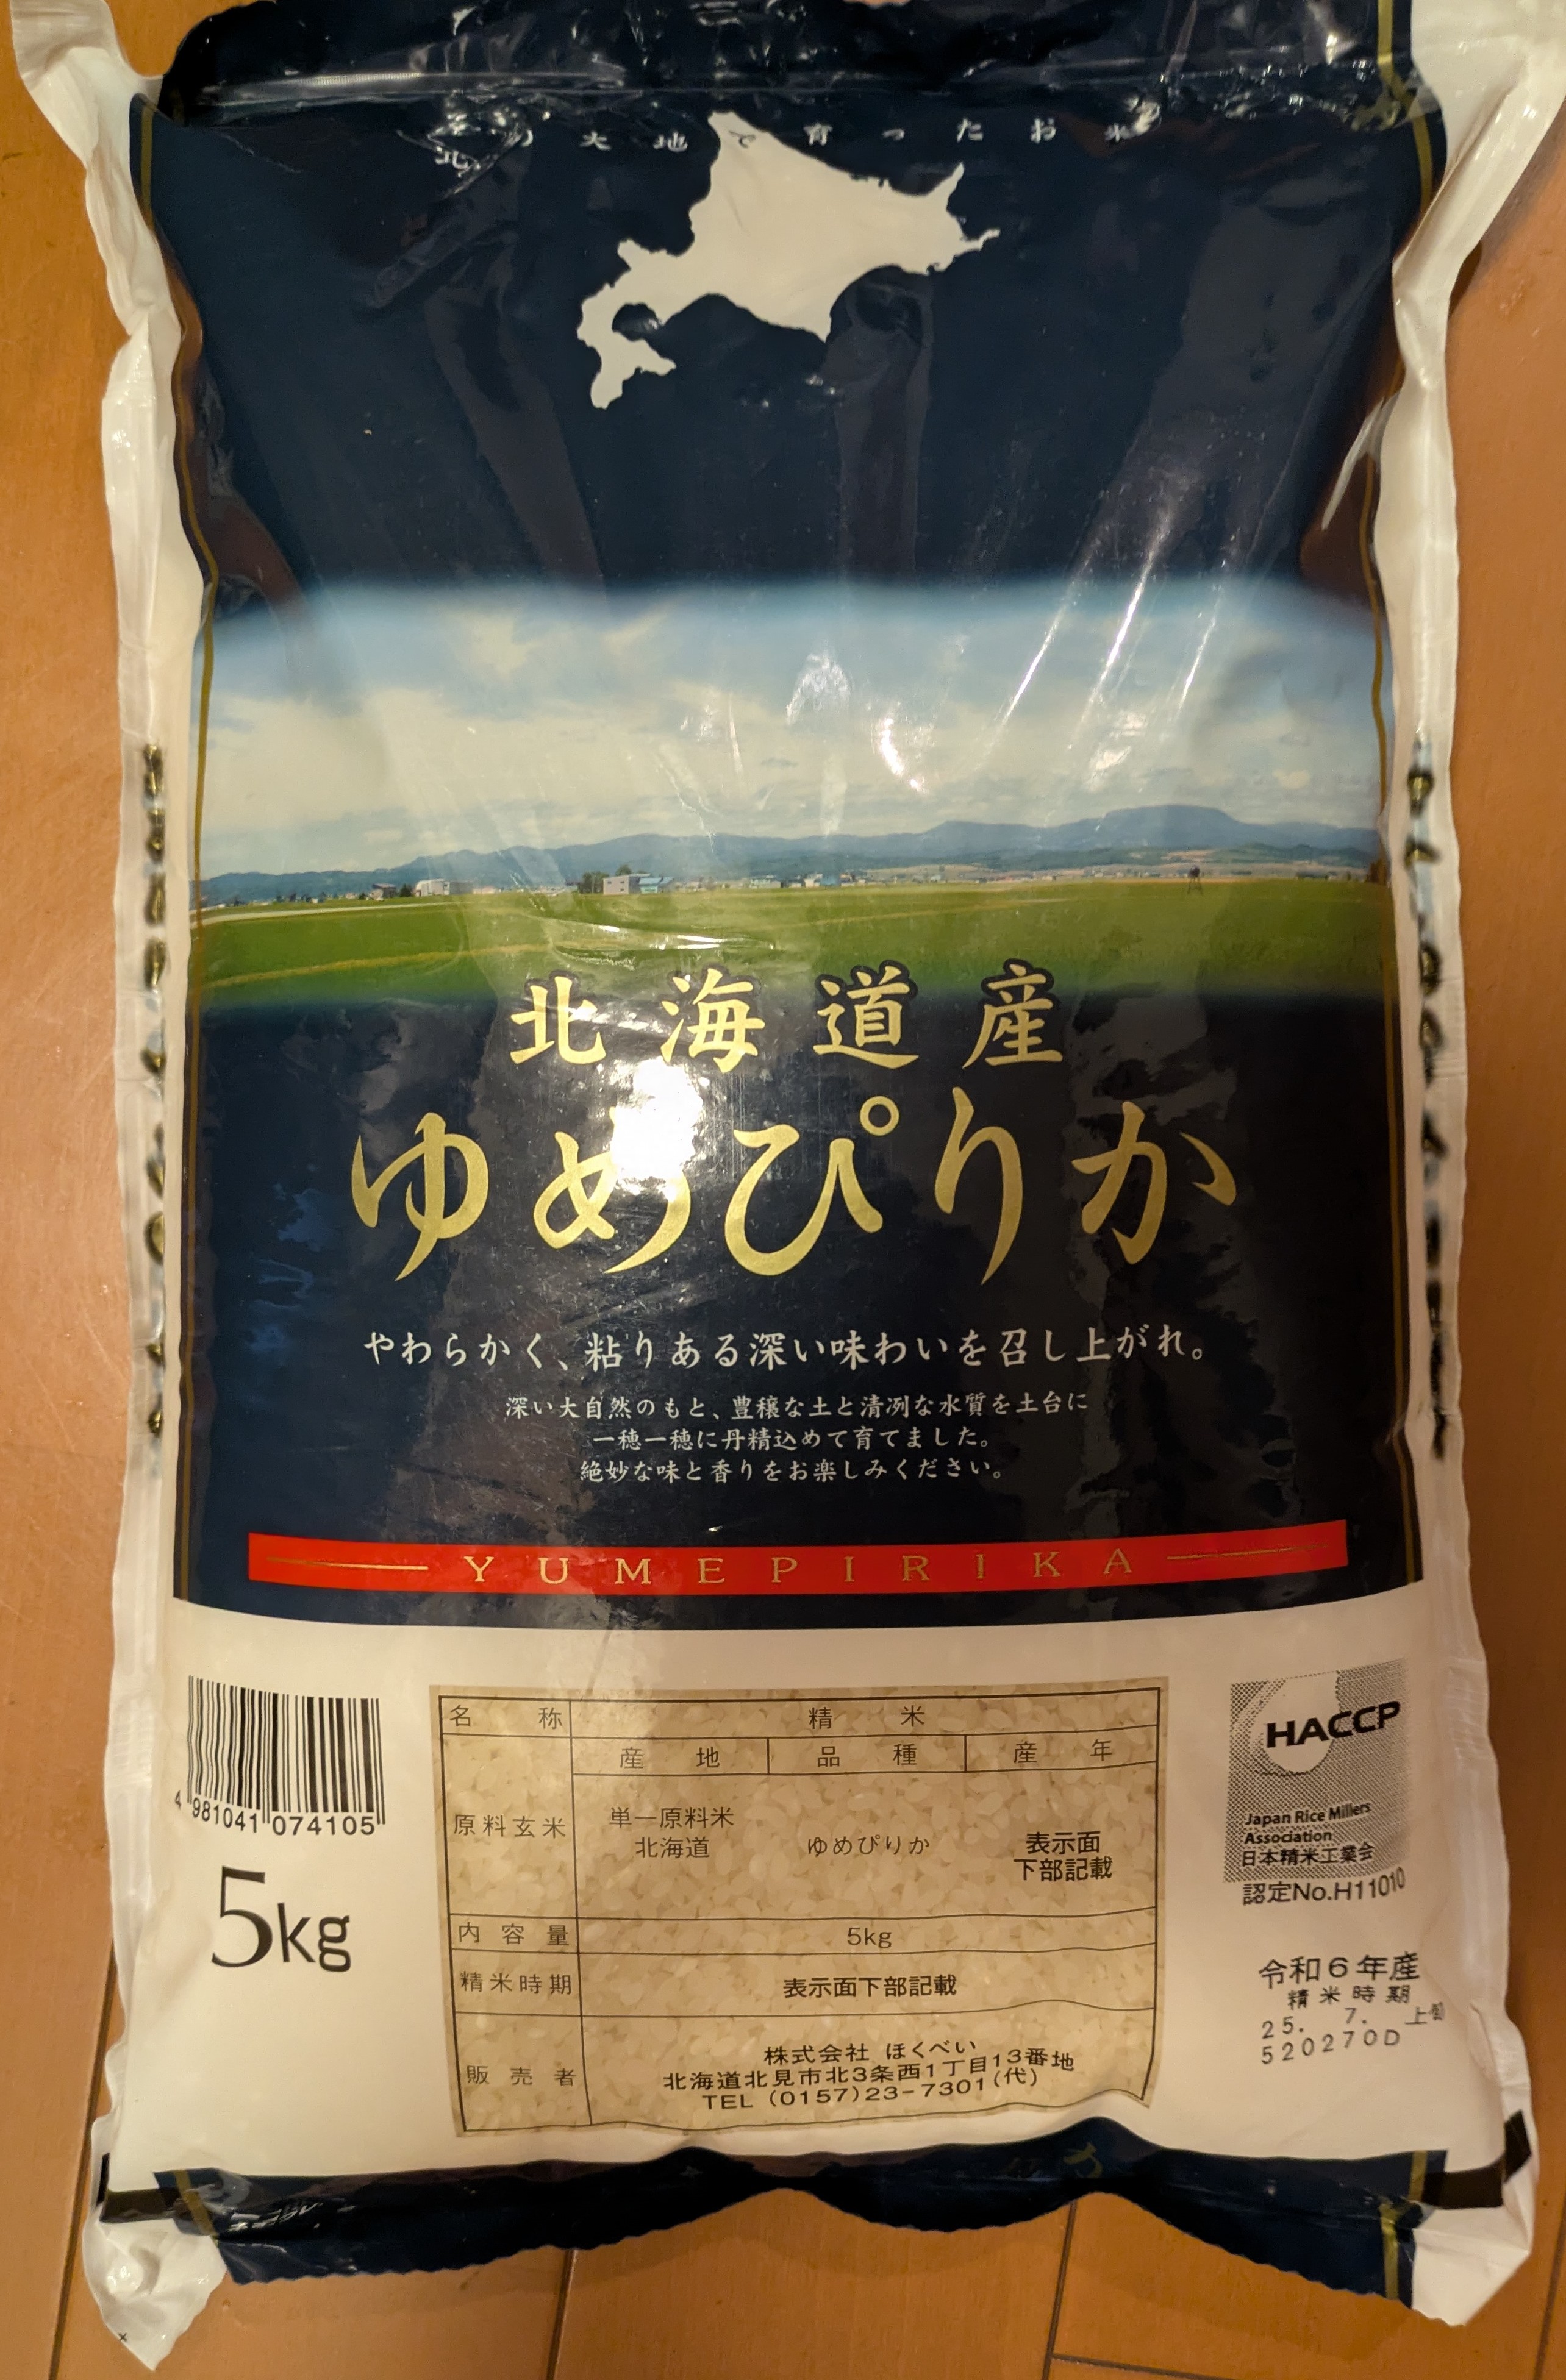 の大地で育ったお米
北海道産
ゆめぴりか
やわらかく、粘りある深い味わいを召し上がれ。
深い大自然のもと、豊穣な土と清冽な水質を土台に
一穂一穂に丹精込めて育てました。
絶妙な味と香りをお楽しみください。
YUMEPIRIKA
4 981041 074105
5kg
名称 精米
原料玄米 産地 品種 産年
単一原料米
北海道 ゆめぴりか 表示面
下部記載
内容量 5kg
精米時期 表示面下部記載
販売者 株式会社 ほくべい
北海道北見市北3条西1丁目13番地
TEL (0157)23-7301(代)
HACCP
Japan Rice Millers
Association
日本精米工業会
認定No.H11010
令和6年産
精米時期
25. 7. 上旬
520270D